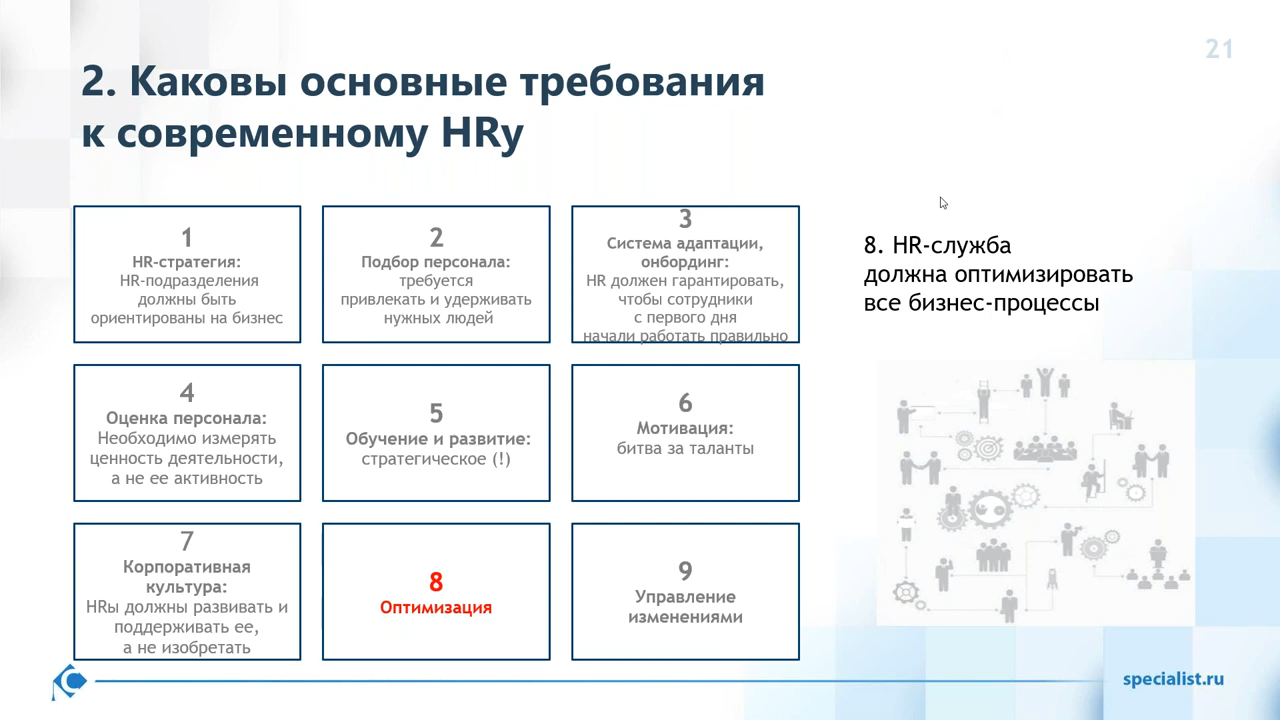 21
2. Каковы основные требования
к современному HRу
1
HR-стратегия:
HR-подразделения
должны быть
ориентированы на бизнес
2
Подбор персонала:
требуется
привлекать и удерживать
нужных людей
3
Система адаптации,
онбординг:
HR должен гарантировать,
чтобы сотрудники
с первого дня
начали работать правильно
8. HR-служба
должна оптимизировать
все бизнес-процессы
4
Оценка персонала:
Необходимо измерять
ценность деятельности,
а не ее активность
5
Обучение и развитие:
стратегическое (!)
6
Мотивация:
битва за таланты
7
Корпоративная
культура:
HRы должны развивать и
поддерживать ее,
а не изобретать
8
Оптимизация
9
Управление
изменениями
specialist.ru